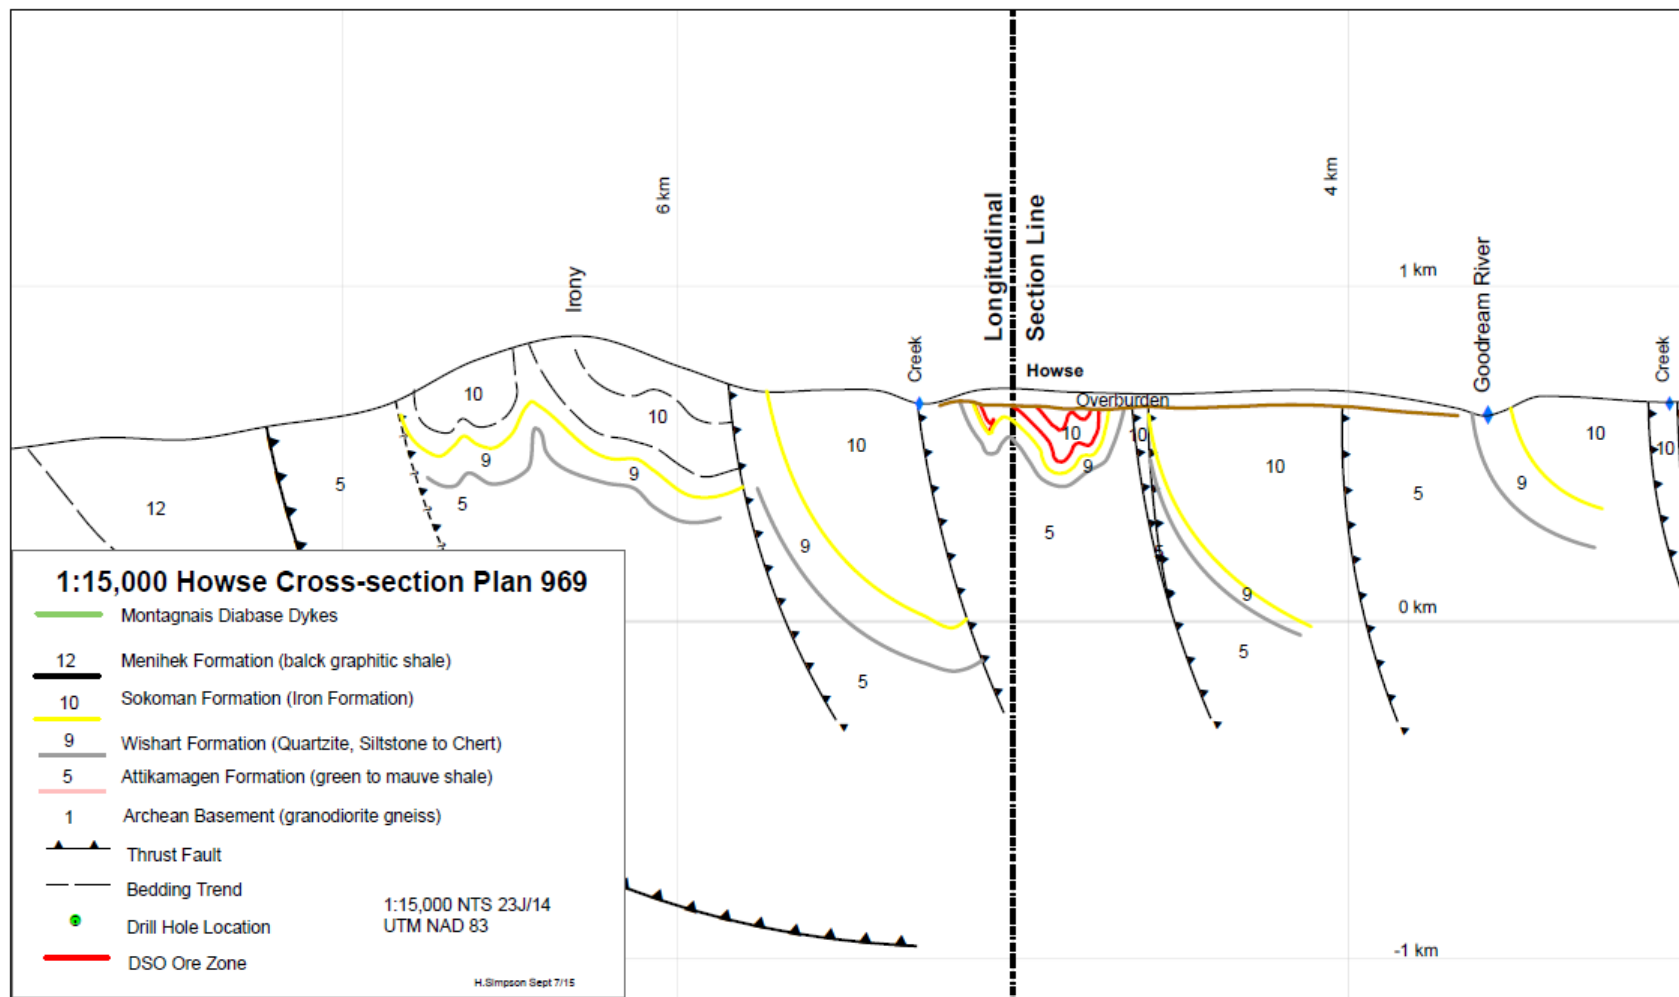 6 km
4 km
1 km
Irony
Creek
Longitudinal
Section Line
Goodream River
Creek
Howse
Overburden
10
10
10
10
10
10
10
10
9
9
9
9
9
9
12
5
5
5
5
5
5
5
5
0 km
-1 km
1:15,000 Howse Cross-section Plan 969
Montagnais Diabase Dykes
12 Menihek Formation (balck graphitic shale)
10 Sokoman Formation (Iron Formation)
9 Wishart Formation (Quartzite, Siltstone to Chert)
5 Attikamagen Formation (green to mauve shale)
1 Archean Basement (granodiorite gneiss)
Thrust Fault
Bedding Trend
Drill Hole Location
DSO Ore Zone
1:15,000 NTS 23J/14
UTM NAD 83
H.Simpson Sept 7/15